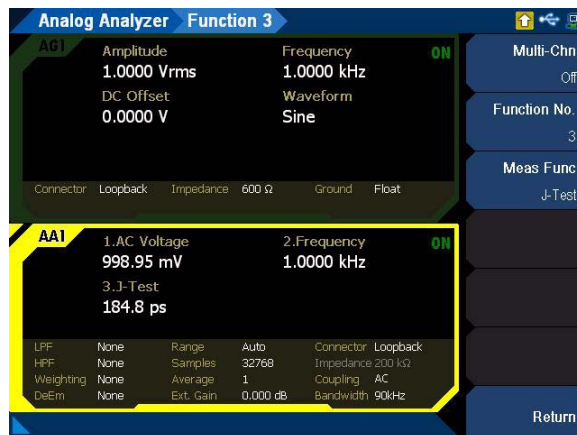 Analog Analyzer Function 3
AG1
Amplitude Frequency ON
1.0000 Vrms 1.0000 kHz
DC Offset Waveform
0.0000 V Sine
Connector Loopback Impedance 600 Ω Ground Float
AA1
1.AC Voltage 2.Frequency ON
998.95 mV 1.0000 kHz
3.J-Test
184.8 ps
LPF None Range Auto Connector Loopback
HPF None Samples 32768 Impedance 200 kΩ
Weighting None Average 1 Coupling AC
DeEm None Ext. Gain 0.000 dB Bandwidth 90kHz
Multi-Chn
Off
Function No.
3
Meas Func
J-Test
Return